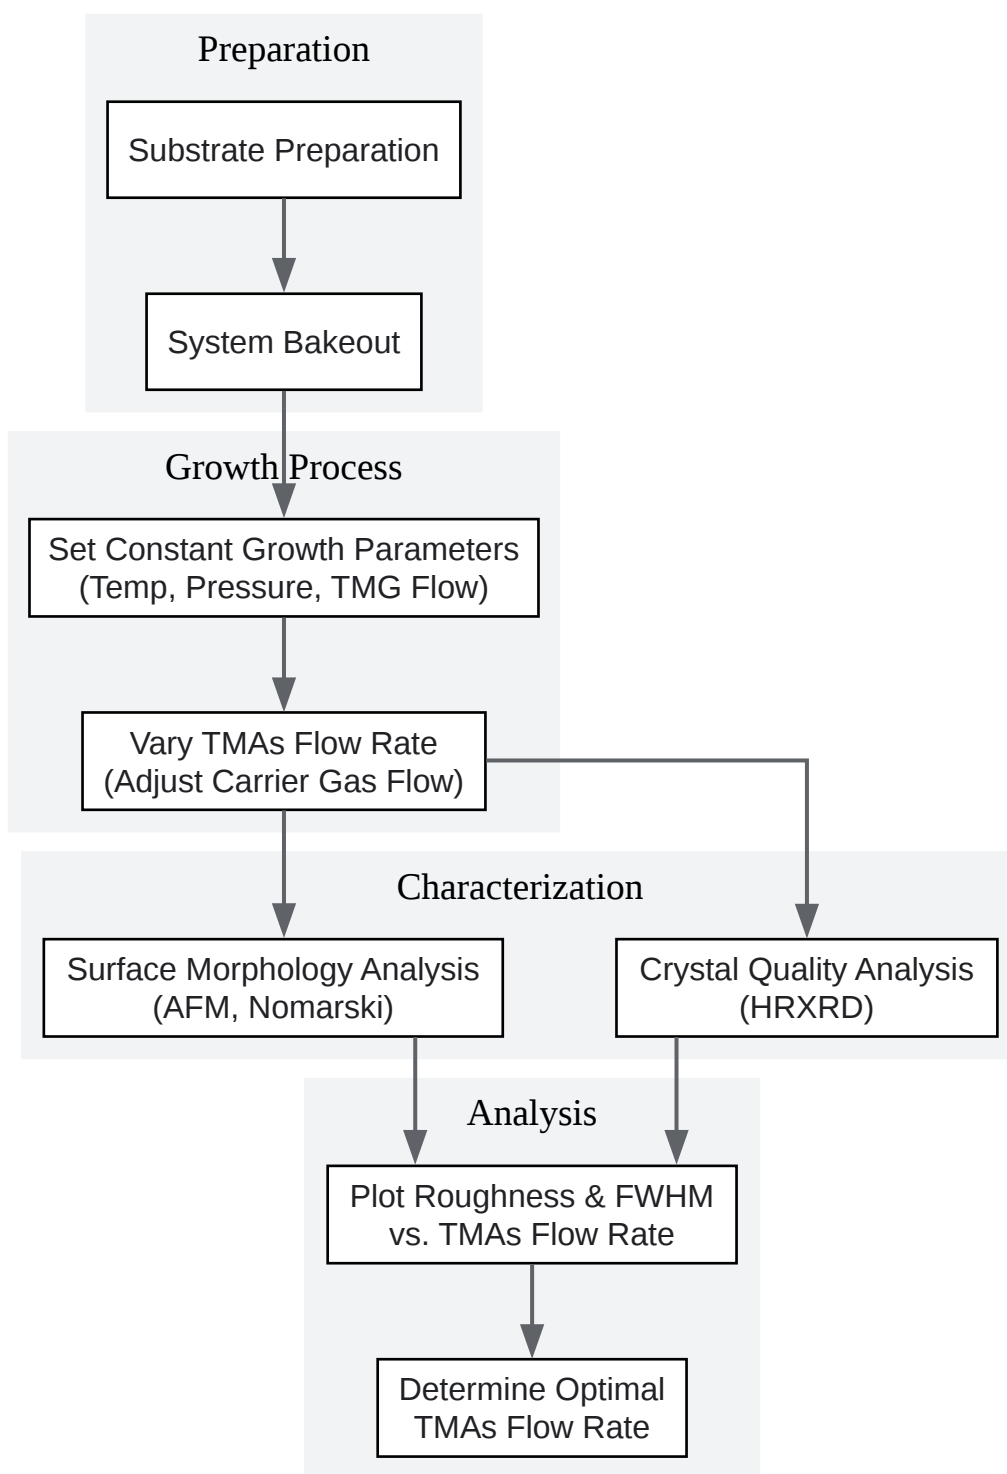 Preparation
Substrate Preparation
System Bakeout
Growth Process
Set Constant Growth Parameters
(Temp, Pressure, TMG Flow)
Vary TMAs Flow Rate
(Adjust Carrier Gas Flow)
Characterization
Surface Morphology Analysis
(AFM, Nomarski)
Crystal Quality Analysis
(HRXRD)
Analysis
Plot Roughness & FWHM
vs. TMAs Flow Rate
Determine Optimal
TMAs Flow Rate